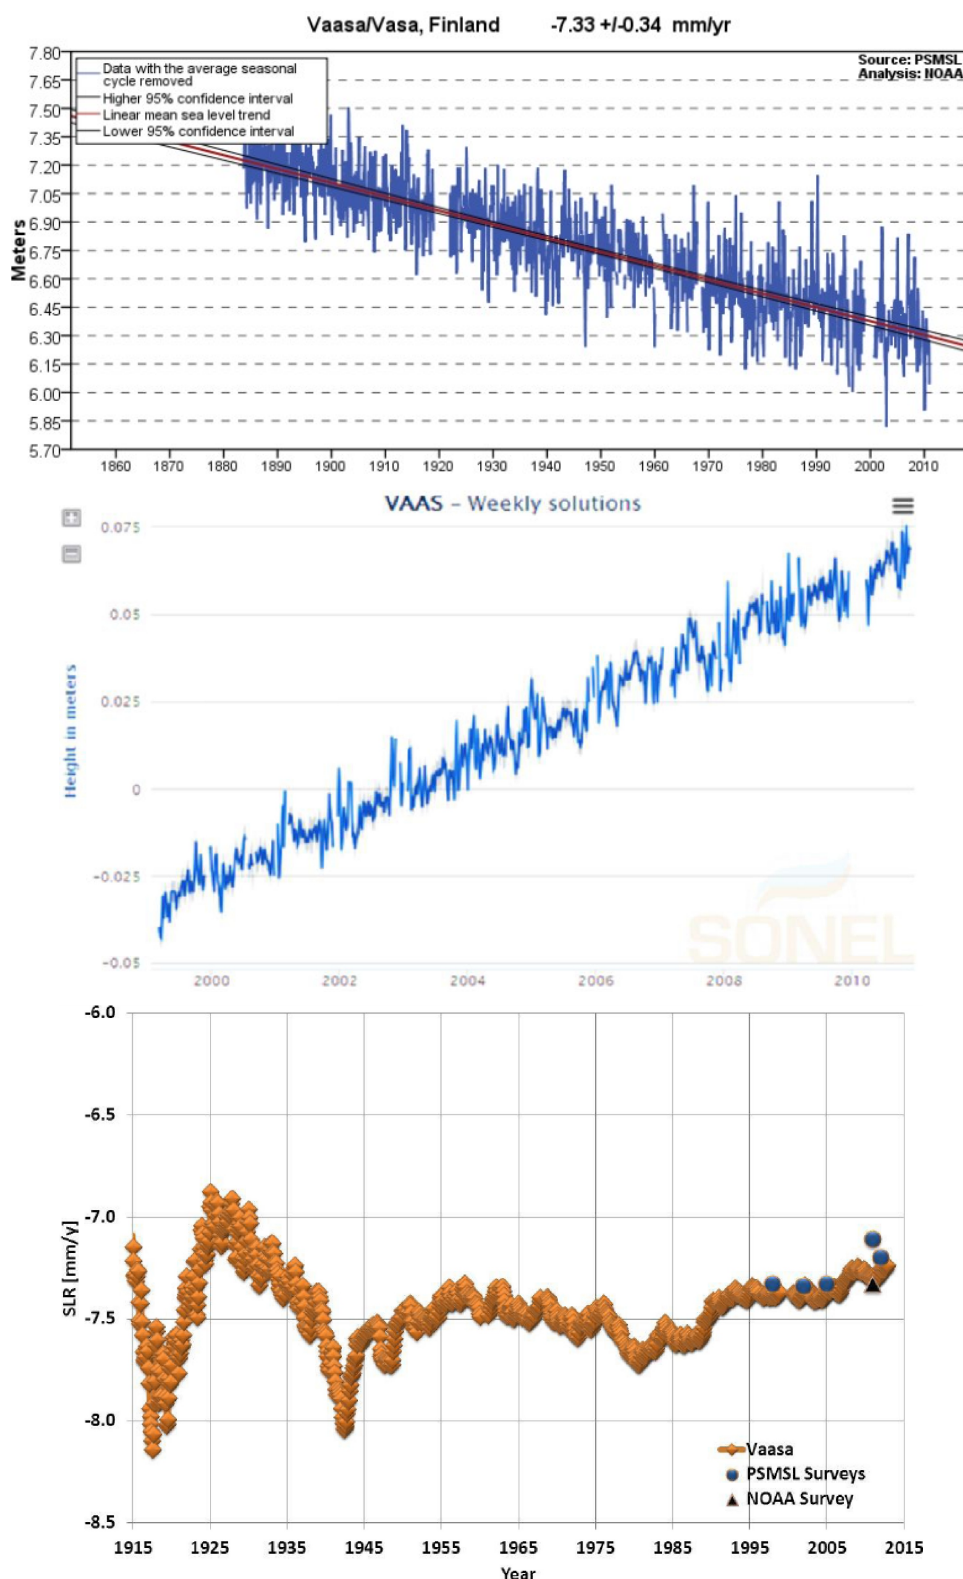 Vaasa/Vasa, Finland -7.33 +/-0.34 mm/yr
Source: PSMSL
Analysis: NOAA
Data with the average seasonal
cycle removed
Higher 95% confidence interval
Linear mean sea level trend
Lower 95% confidence interval
Meters
7.80
7.65
7.50
7.35
7.20
7.05
6.90
6.75
6.60
6.45
6.30
6.15
6.00
5.85
5.70
1860 1870 1880 1890 1900 1910 1920 1930 1940 1950 1960 1970 1980 1990 2000 2010
VAAS – Weekly solutions
Height in meters
0.075
0.05
0.025
0
-0.025
-0.05
SONEL
2000 2002 2004 2006 2008 2010
SLR [mm/y]
-6.0
-6.5
-7.0
-7.5
-8.0
-8.5
Vaasa
PSMSL Surveys
NOAA Survey
1915 1925 1935 1945 1955 1965 1975 1985 1995 2005 2015
Year